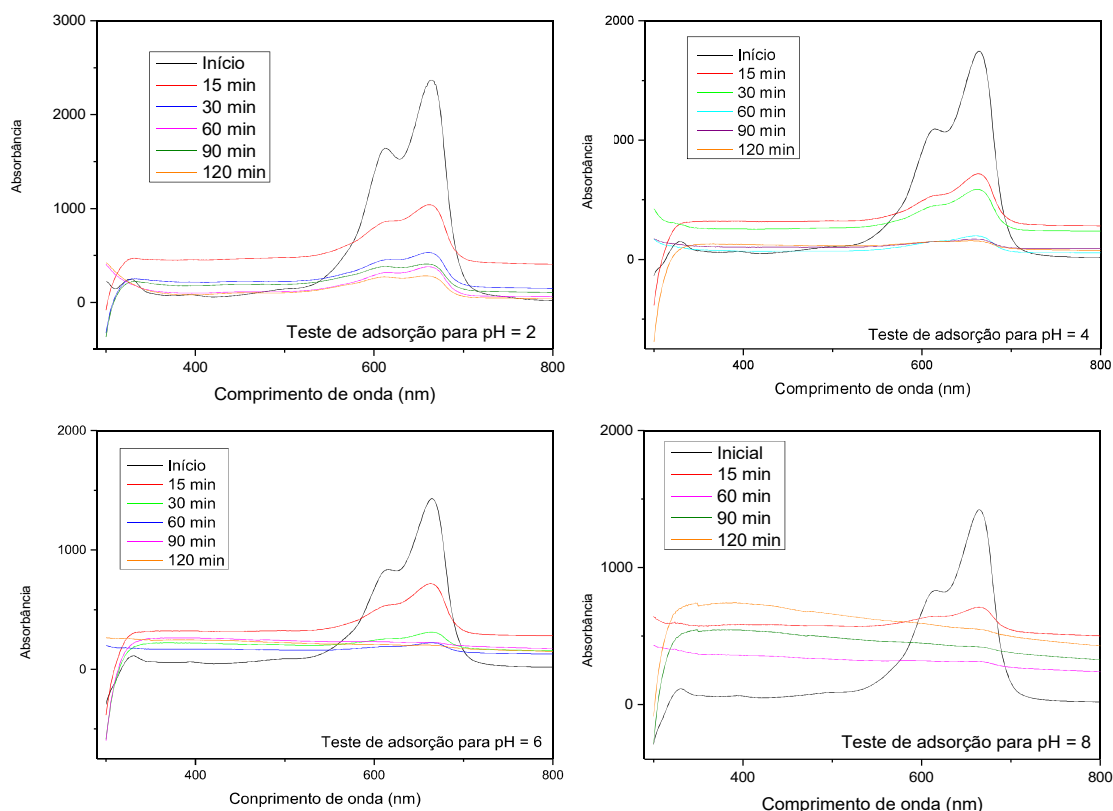 3000
2000
1000
0
Absorbância
Início
15 min
30 min
60 min
90 min
120 min
Teste de adsorção para pH = 2
400
600
800
Comprimento de onda (nm)
2000
000
0
Absorbância
Início
15 min
30 min
60 min
90 min
120 min
Teste de adsorção para pH = 4
400
600
800
Comprimento de onda (nm)
2000
1000
0
Absorbância
Início
15 min
30 min
60 min
90 min
120 min
Teste de adsorção para pH = 6
400
600
800
Conprimento de onda (nm)
2000
1000
0
Absorbância
Inicial
15 min
60 min
90 min
120 min
Teste de adsorção para pH = 8
400
600
800
Comprimento de onda (nm)